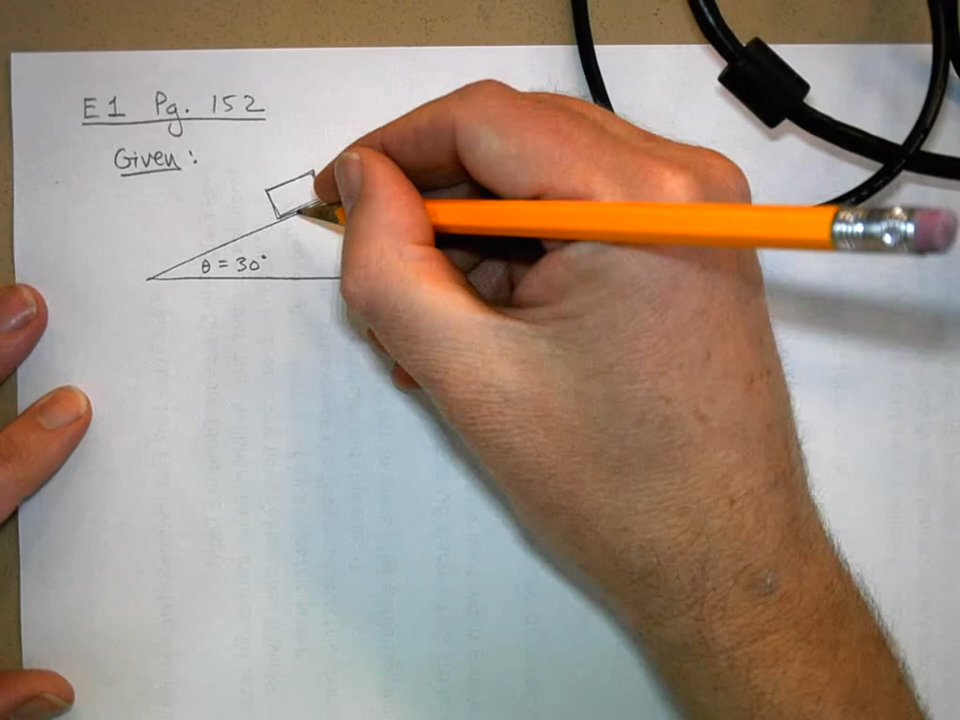 E1 Pg. 152
Given:
θ = 30°